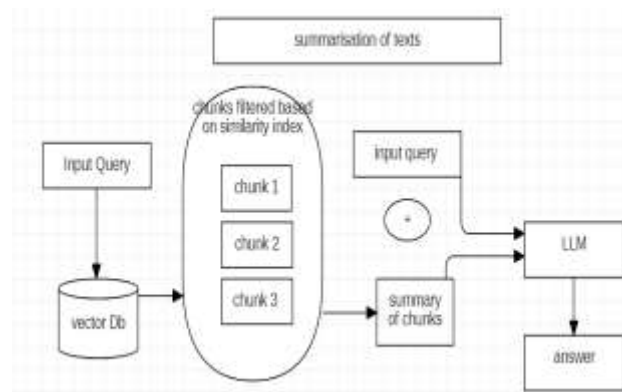 summarisation of texts
chunks filtered based
on similarity index
Input Query
input query
chunk 1
+
chunk 2
LLM
chunk 3
vector Db
summary
of chunks
answer